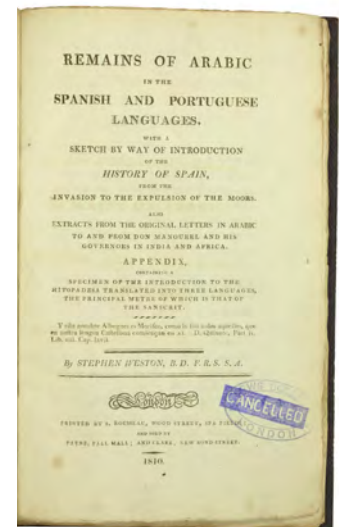 REMAINS OF ARABIC
IN THE
SPANISH AND PORTUGUESE
LANGUAGES.
WITH A
SKETCH BY WAY OF INTRODUCTION
OF THE
HISTORY OF SPAIN,
FROM THE
INVASION TO THE EXPULSION OF THE MOORS.
ALSO
EXTRACTS FROM THE ORIGINAL LETTERS IN ARABIC
TO AND FROM DON MANOUEL AND HIS
GOVERNORS IN INDIA AND AFRICA.
APPENDIX,
CONTAINING A
SPECIMEN OF THE INTRODUCTION TO THE
HITOPADESA TRANSLATED INTO THREE LANGUAGES,
THE PRINCIPAL METRE OF WHICH IS THAT OF
THE SANSCRIT.
By STEPHEN WESTON, B.D. F.R.S. S.A.
London
CANCELLED
LONDON
PRINTED BY S. ROUSSEAU, WOOD STREET, SPA FIELDS
AND SOLD BY
PAYNE, PALL MALL; AND CLARKE, NEW BOND STREET.
1810.